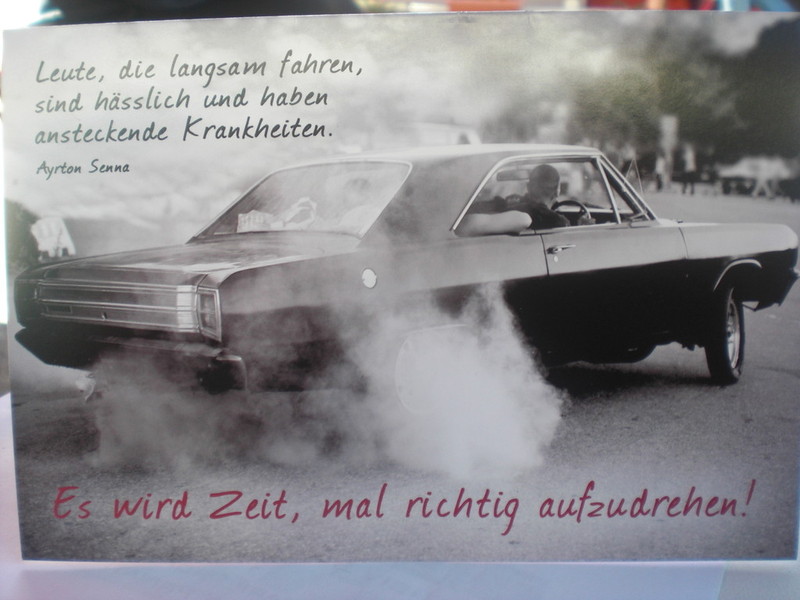 Leute, die langsam fahren,
sind hässlich und haben
ansteckende Krankheiten.
Ayrton Senna
Es wird Zeit, mal richtig aufzudrehen!